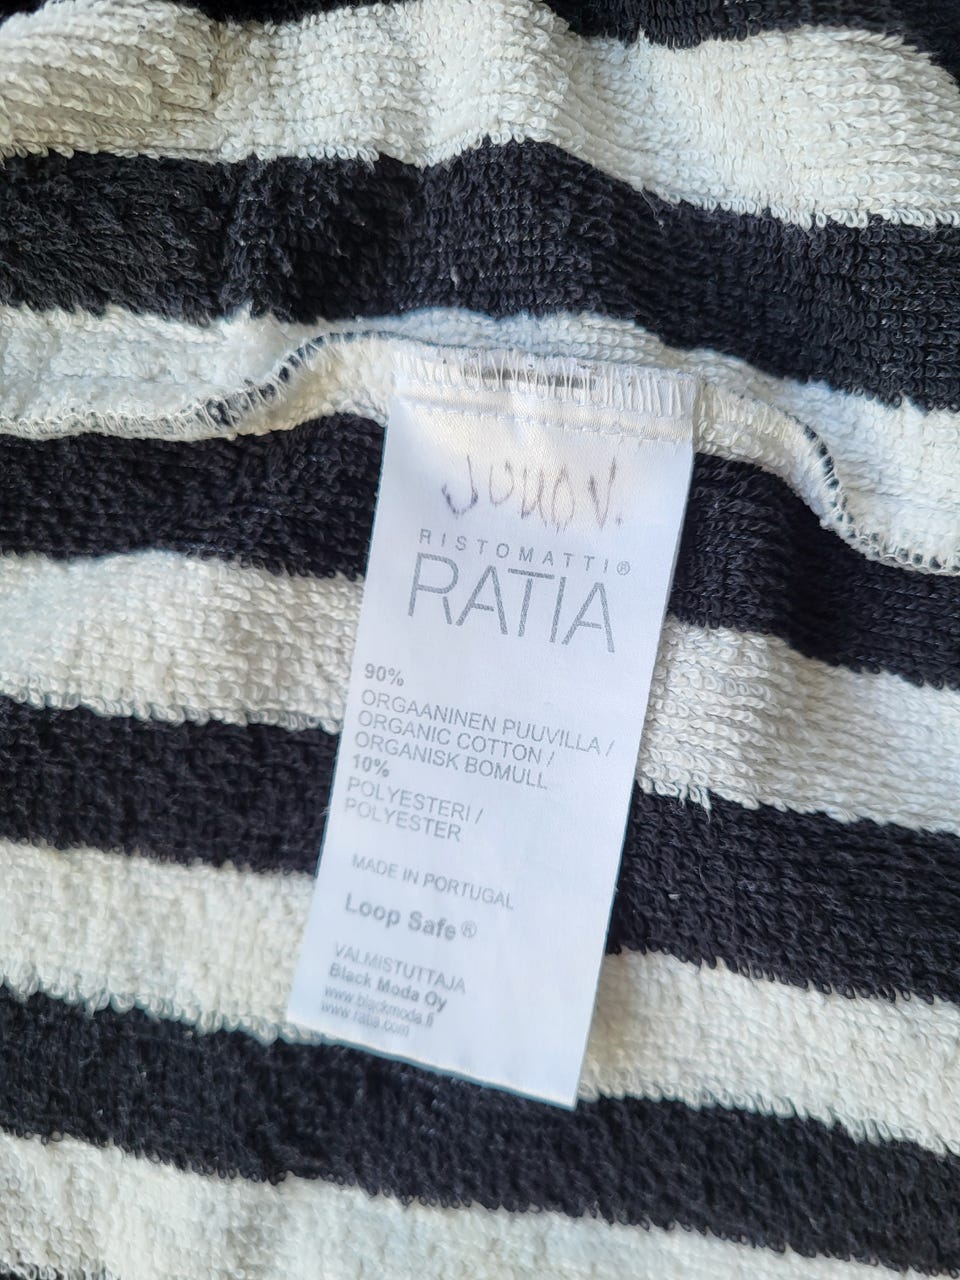 RISTOMATTI®
RATIA
90%
ORGAANINEN PUUVILLA /
ORGANIC COTTON /
ORGANISK BOMULL
10%
POLYESTERI /
POLYESTER
MADE IN PORTUGAL
Loop Safe®
VALMISTUTTAJA
Black Moda Oy
www.blackmoda.fi
www.ratia.com